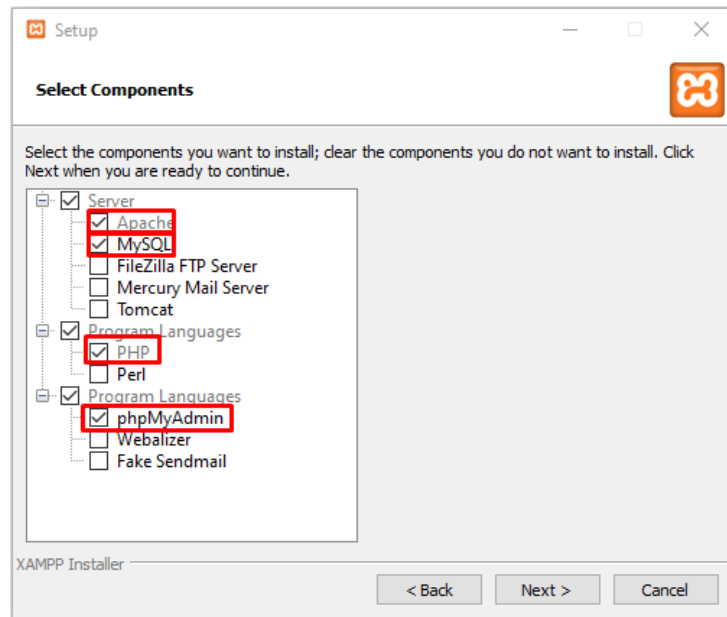 Setup
Select Components
Select the components you want to install; clear the components you do not want to install. Click
Next when you are ready to continue.
Server
Apache
MySQL
FileZilla FTP Server
Mercury Mail Server
Tomcat
Program Languages
PHP
Perl
Program Languages
phpMyAdmin
Webalizer
Fake Sendmail
XAMPP Installer
< Back Next > Cancel